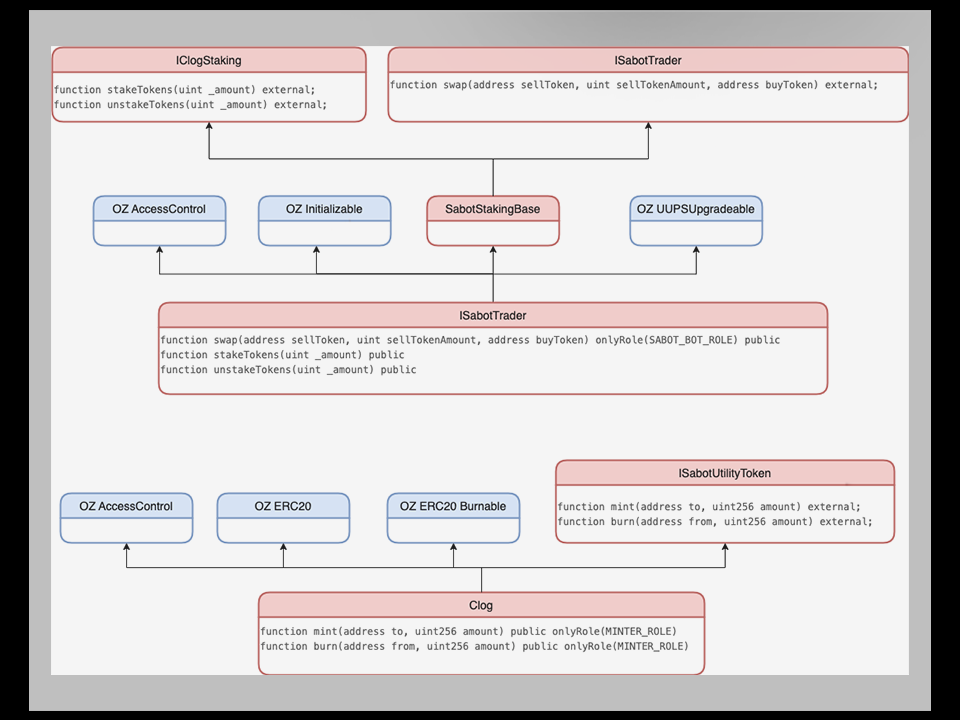 IClogStaking
function stakeTokens(uint _amount) external;
function unstakeTokens(uint _amount) external;
ISabotTrader
function swap(address sellToken, uint sellTokenAmount, address buyToken) external;
OZ AccessControl
OZ Initializable
SabotStakingBase
OZ UUPSUpgradeable
ISabotTrader
function swap(address sellToken, uint sellTokenAmount, address buyToken) onlyRole(SABOT_BOT_ROLE) public
function stakeTokens(uint _amount) public
function unstakeTokens(uint _amount) public
OZ AccessControl
OZ ERC20
OZ ERC20 Burnable
ISabotUtilityToken
function mint(address to, uint256 amount) external;
function burn(address from, uint256 amount) external;
Clog
function mint(address to, uint256 amount) public onlyRole(MINTER_ROLE)
function burn(address from, uint256 amount) public onlyRole(MINTER_ROLE)